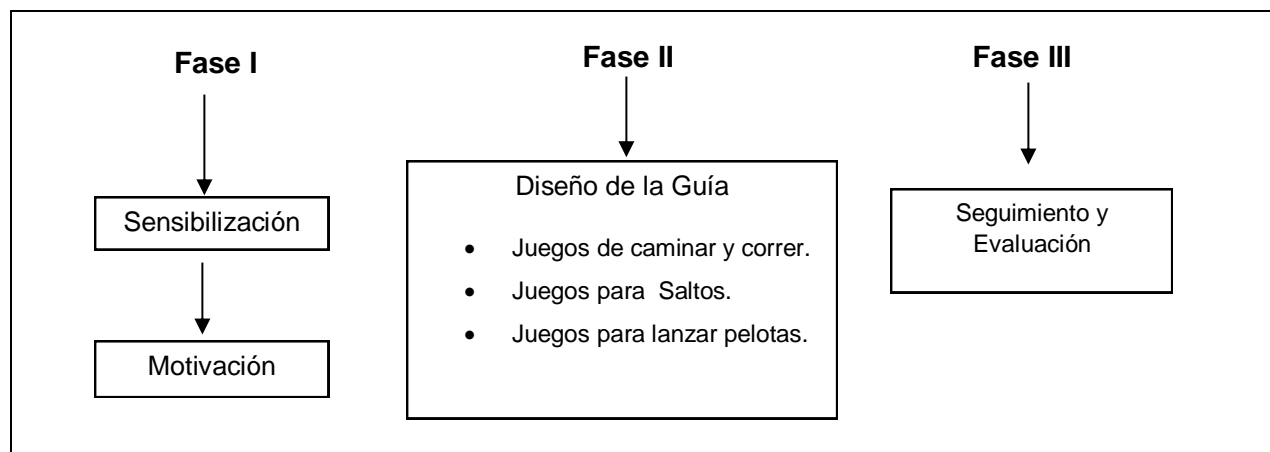 Fase I
Sensibilización
Motivación
Fase II
Diseño de la Guía
• Juegos de caminar y correr.
• Juegos para Saltos.
• Juegos para lanzar pelotas.
Fase III
Seguimiento y
Evaluación